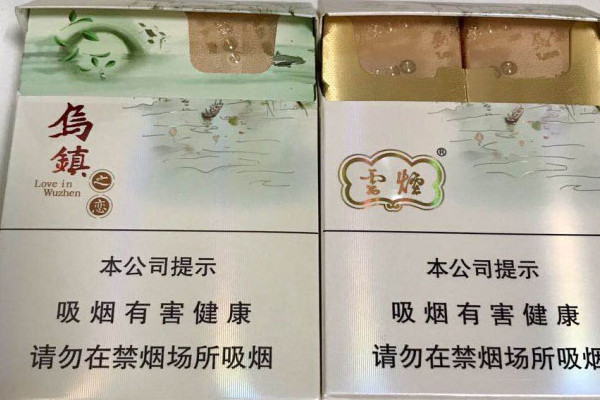 烏
鎮
Love in
Wuzhen
之
恋
本公司提示
吸烟有害健康
请勿在禁烟场所吸烟
雲煙®
本公司提示
吸烟有害健康
请勿在禁烟场所吸烟